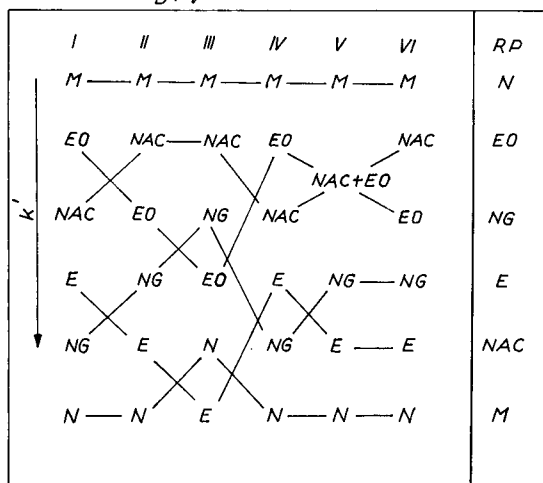 I II III IV V VI RP
M M M M M M N
EO NAC NAC EO NAC EO
NAC+EO
NAC EO NG NAC EO NG
k'
E NG EO E NG NG E
NG E N NG E E NAC
N N E N N N M